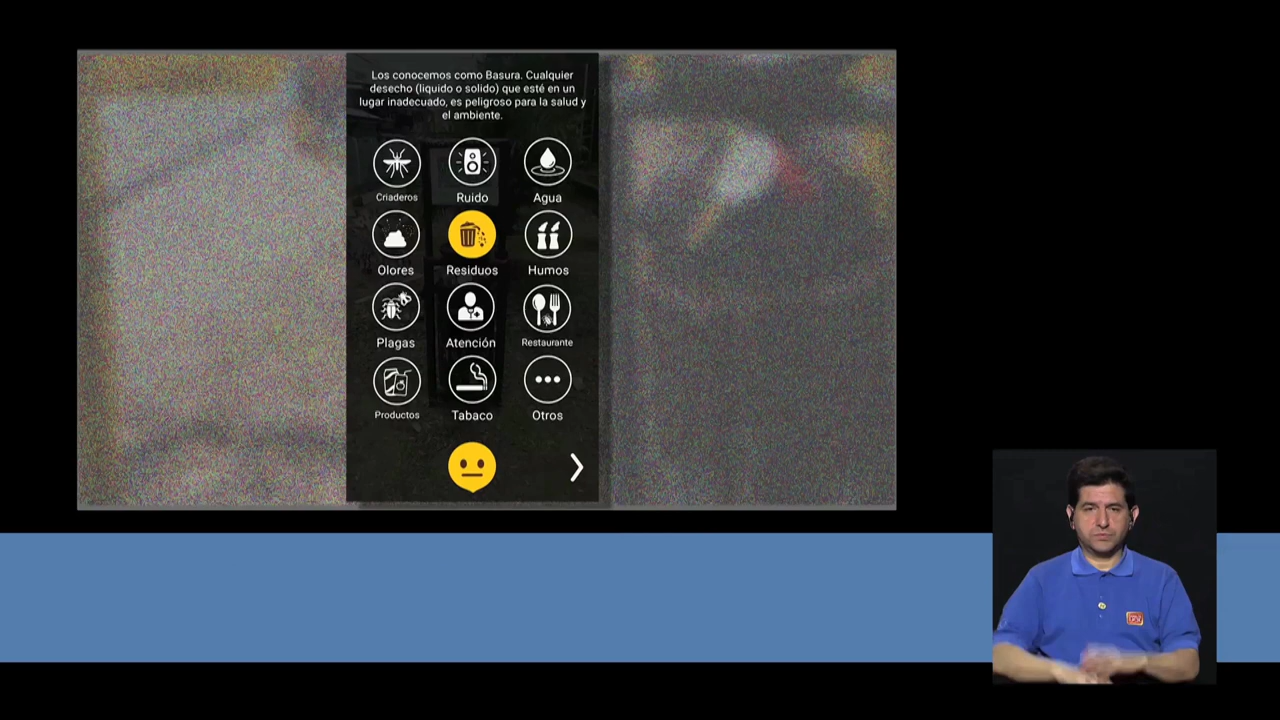 Los conocemos como Basura. Cualquier
desecho (liquido o solido) que esté en un
lugar inadecuado, es peligroso para la salud y
el ambiente.
Criaderos
Ruido
Agua
Olores
Residuos
Humos
Plagas
Atención
Restaurante
Productos
Tabaco
Otros